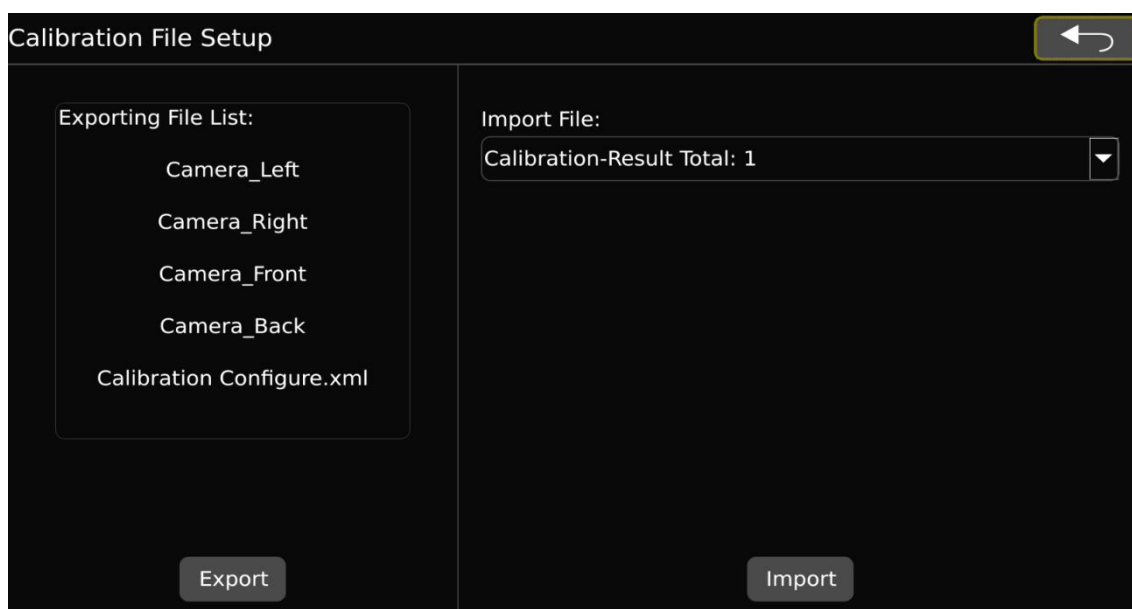 Calibration File Setup
Exporting File List:
Camera_Left
Camera_Right
Camera_Front
Camera_Back
Calibration Configure.xml
Export
Import File:
Calibration-Result Total: 1
Import